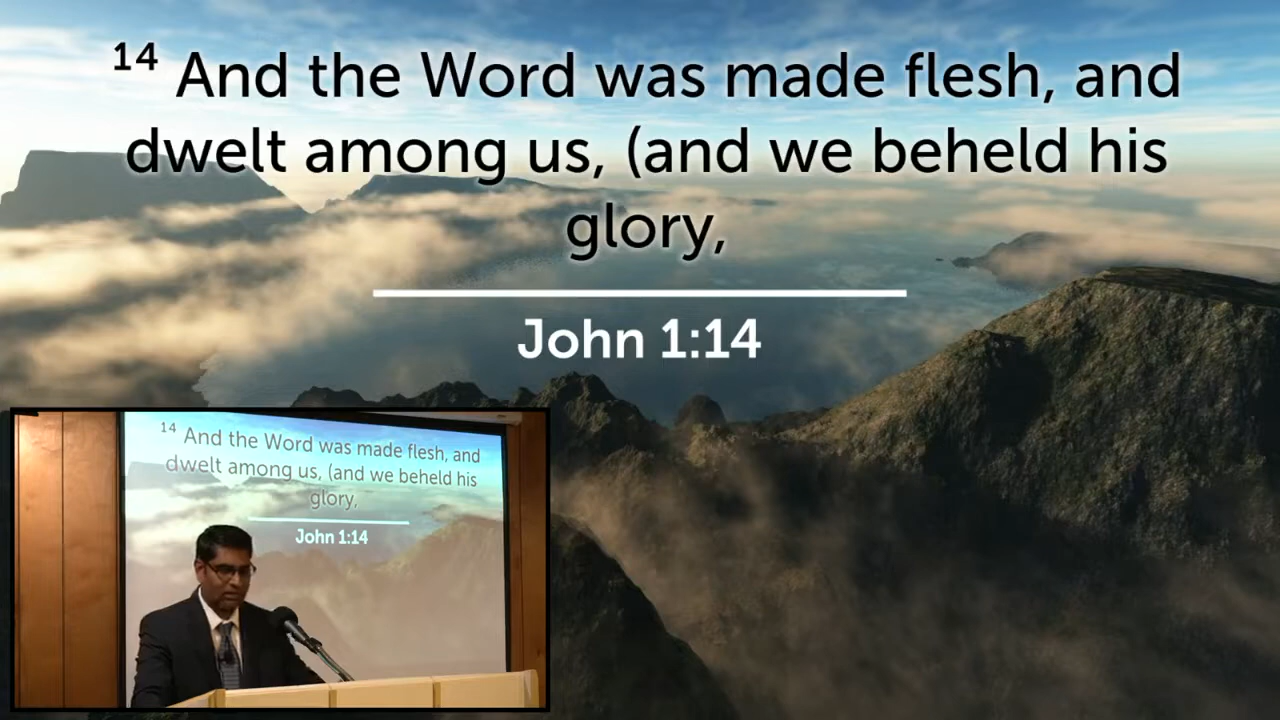 14 And the Word was made flesh, and
dwelt among us, (and we beheld his
glory,
John 1:14
14 And the Word was made flesh, and
dwelt among us, (and we beheld his
glory,
John 1:14